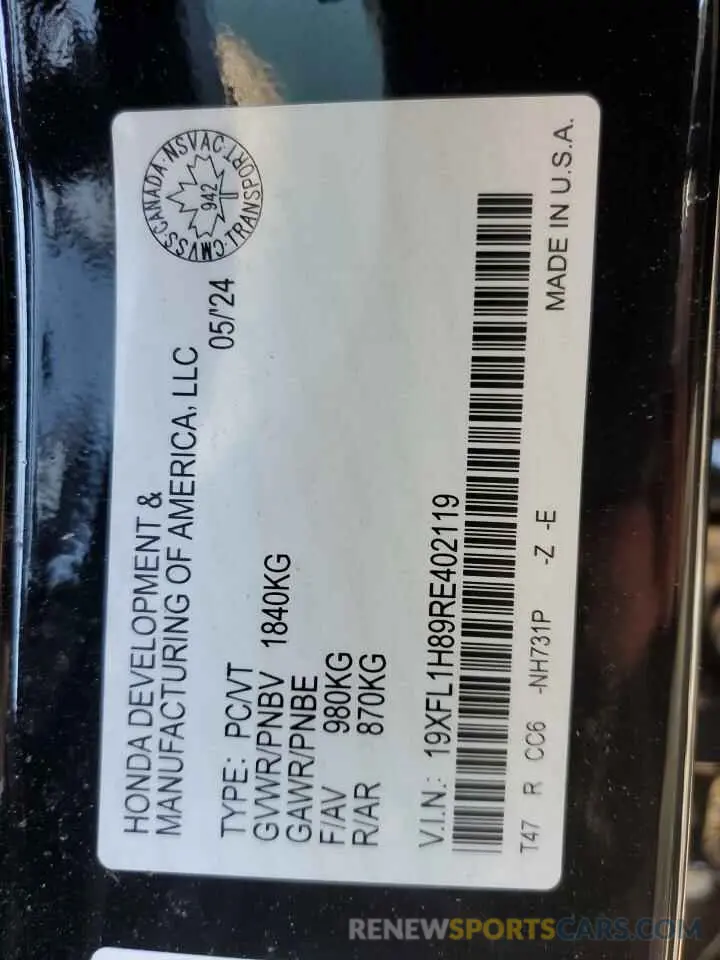 HONDA DEVELOPMENT &
MANUFACTURING OF AMERICA, LLC
CANADA·NSVAC·TRANSPORT·CMVSS·
942
05/'24
TYPE: PC/VT
GVWR/PNBV 1840KG
GAWR/PNBE
F/AV 980KG
R/AR 870KG
V.I.N.: 19XFL1H89RE402119
T47 R CC6 -NH731P -Z -E
MADE IN U.S.A.
RENEWSPORTSCARS.COM